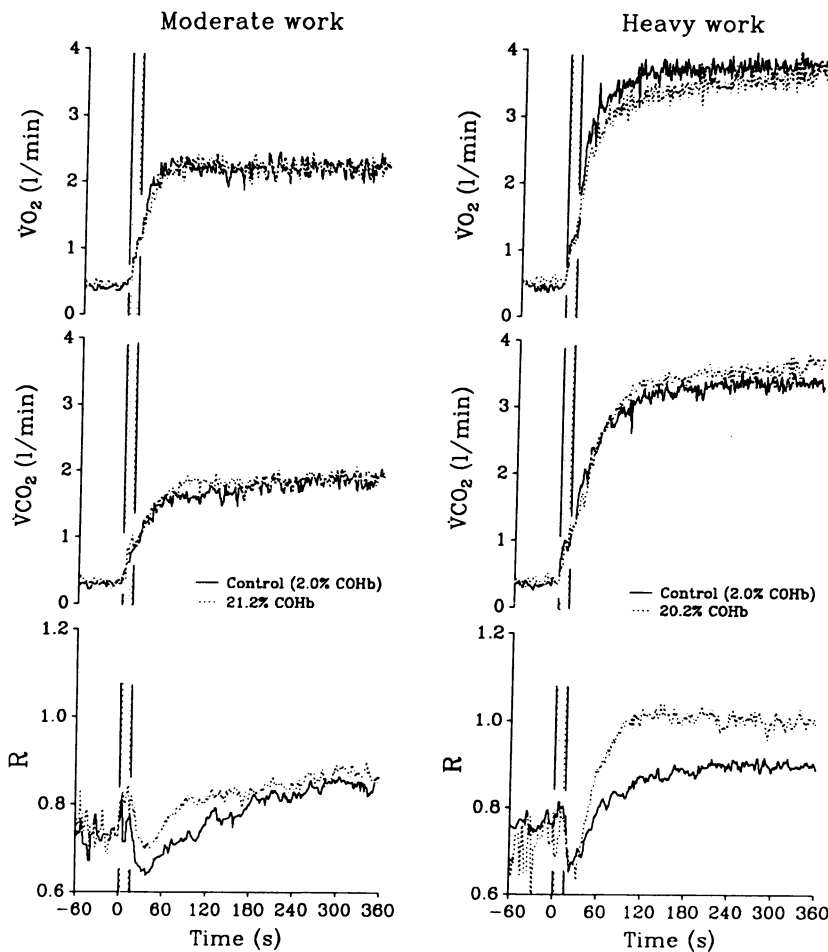 Moderate work
Heavy work
V̇O₂ (l/min)
4
3
2
1
0
V̇O₂ (l/min)
4
3
2
1
0
V̇CO₂ (l/min)
4
3
2
1
0
Control (2.0% COHb)
21.2% COHb
V̇CO₂ (l/min)
4
3
2
1
0
Control (2.0% COHb)
20.2% COHb
R
1.2
1.0
0.8
0.6
-60 0 60 120 180 240 300 360
Time (s)
R
1.2
1.0
0.8
0.6
-60 0 60 120 180 240 300 360
Time (s)